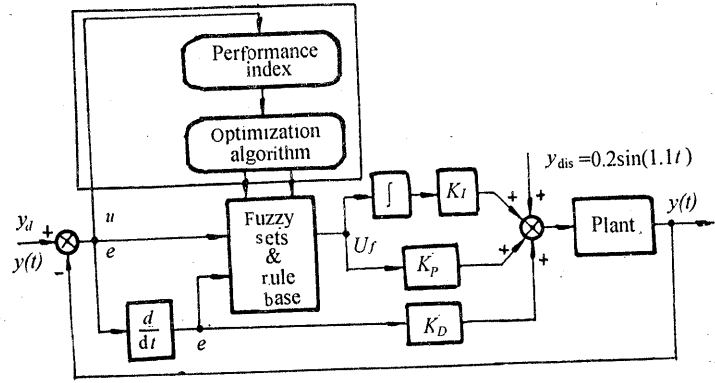 Performance
index
Optimization
algorithm
y_dis = 0.2sin(1.1t)
∫
K_I
+
+
y_d
+
u
e
Fuzzy
sets
&
rule
base
U_f
Plant
y(t)
y(t)
-
K_P
+
+
d
dt
e
K_D